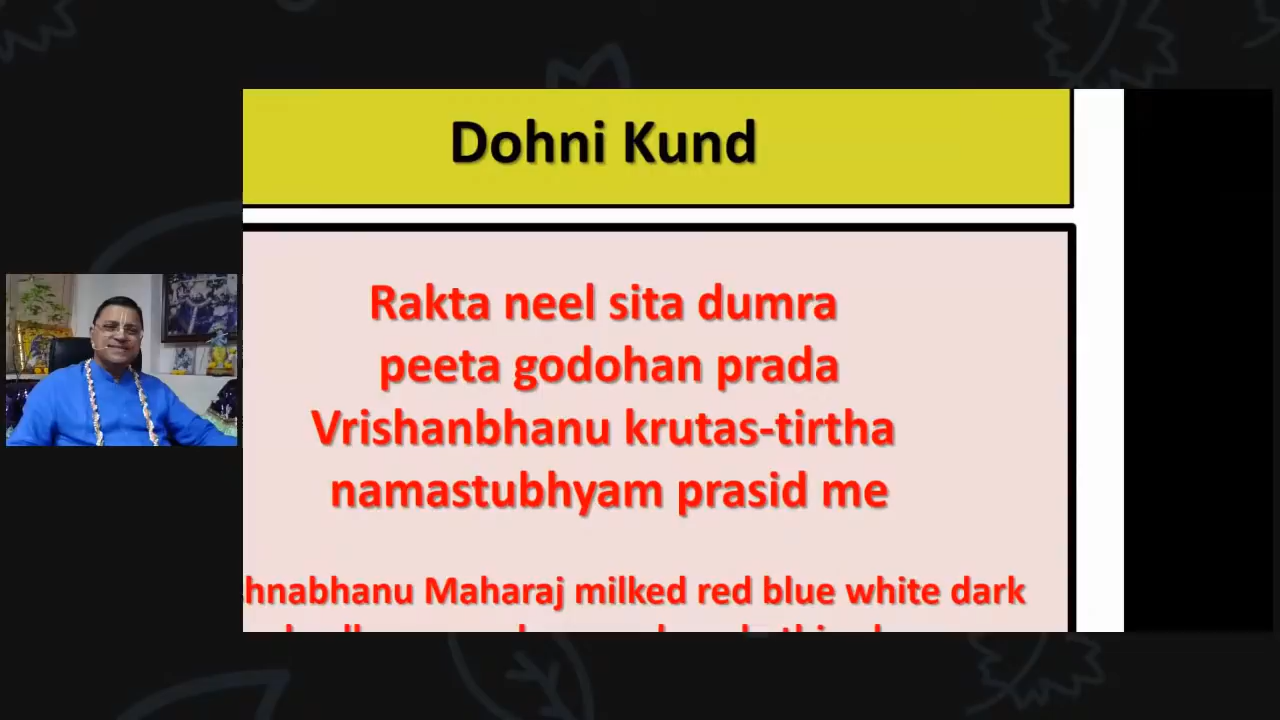 Dohni Kund
Rakta neel sita dumra
peeta godohan prada
Vrishanbhanu krutas-tirtha
namastubhyam prasid me
hnabhanu Maharaj milked red blue white dark